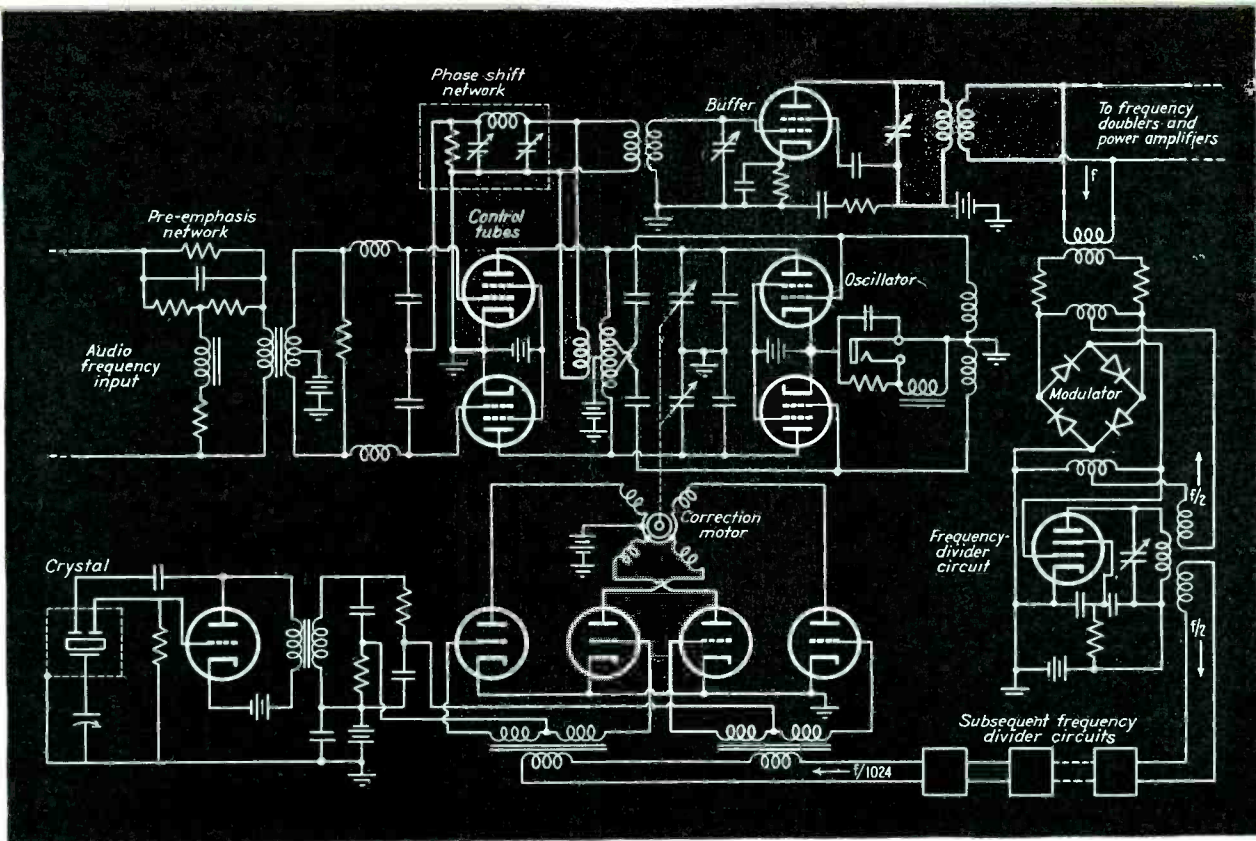 Phase shift
network
Buffer
To frequency
doublers and
power amplifiers
f
Pre-emphasis
network
Control
tubes
Oscillator
Audio
frequency
input
Modulator
f/2
Correction
motor
Frequency-
divider
circuit
Crystal
f/2
Subsequent frequency
divider circuits
f/1024